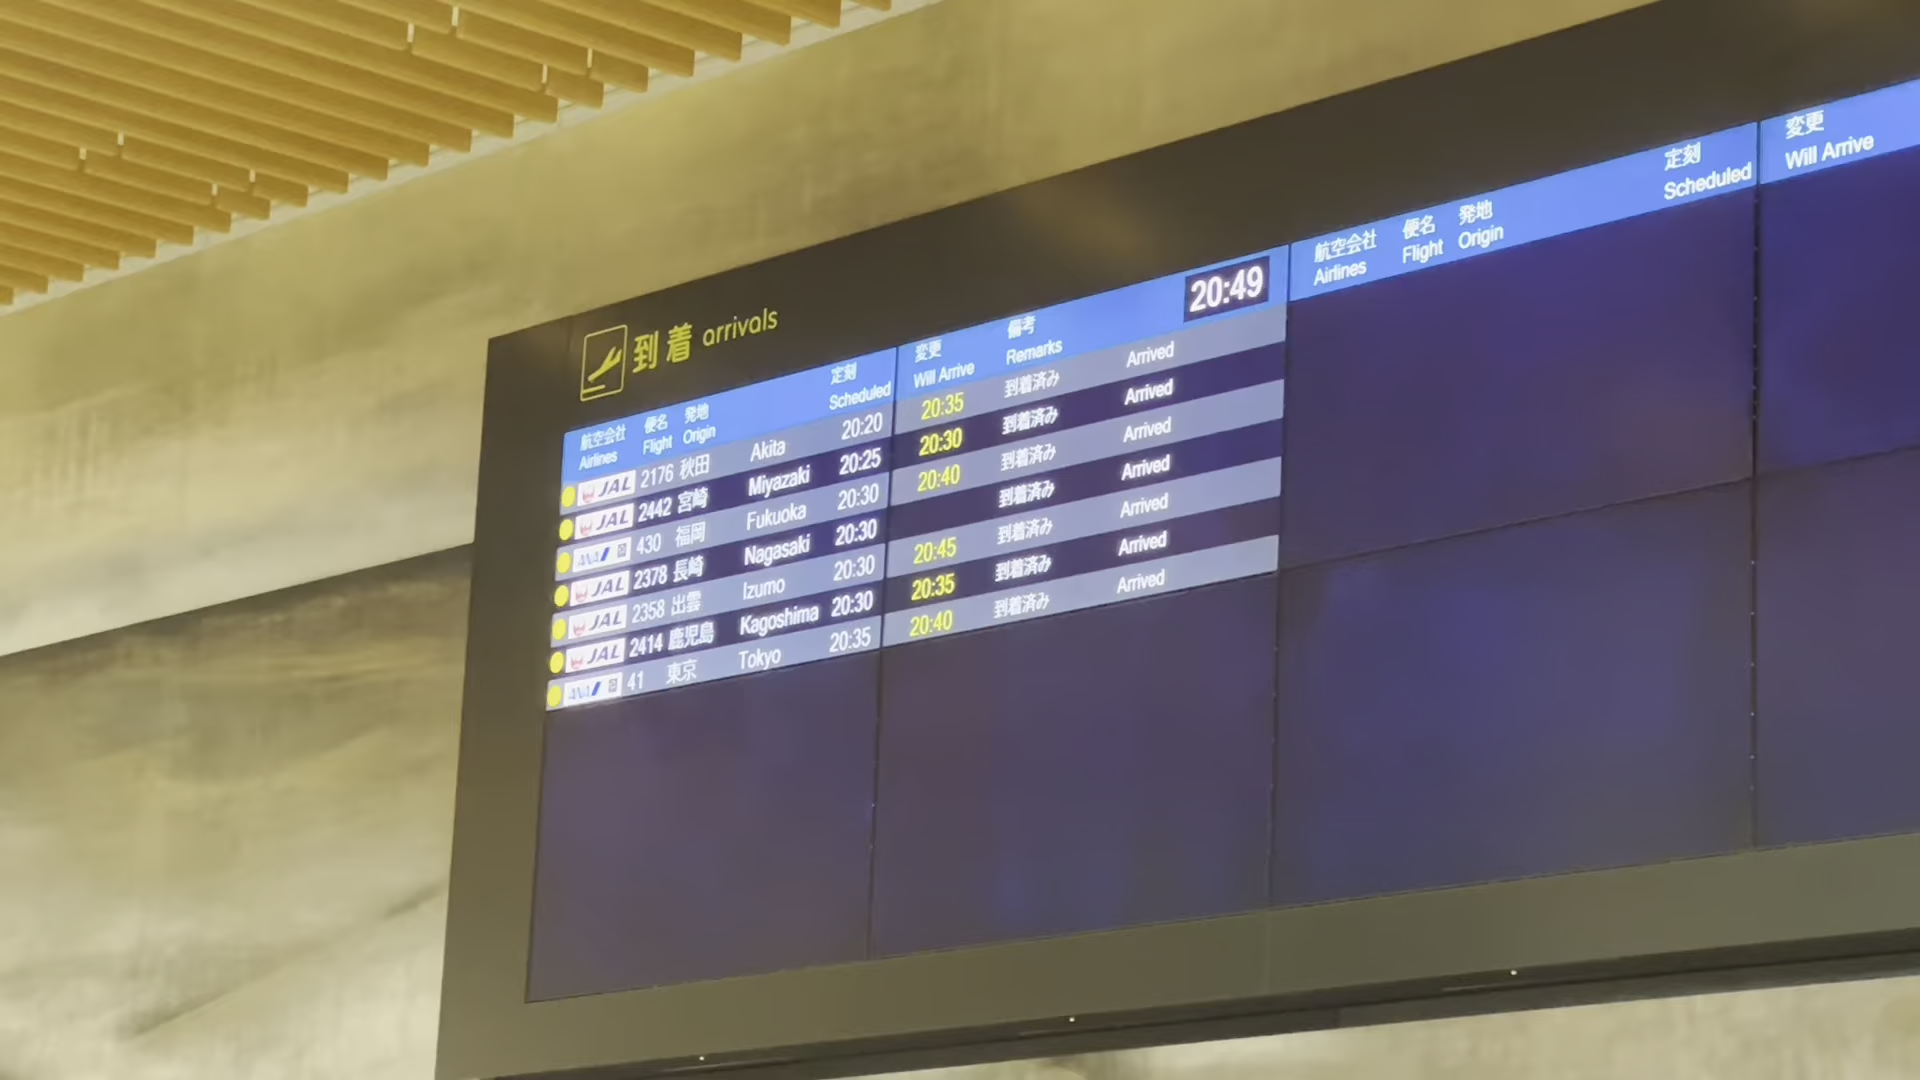 到着 arrivals
航空会社 便名 発地 定刻 変更 備考 20:49
Airlines Flight Origin Scheduled Will Arrive Remarks
JAL 2176 秋田 Akita 20:20 20:35 到着済み Arrived
JAL 2442 宮崎 Miyazaki 20:25 20:30 到着済み Arrived
ANA 430 福岡 Fukuoka 20:30 20:40 到着済み Arrived
JAL 2378 長崎 Nagasaki 20:30 到着済み Arrived
JAL 2358 出雲 Izumo 20:30 20:45 到着済み Arrived
JAL 2414 鹿児島 Kagoshima 20:30 20:35 到着済み Arrived
ANA 41 東京 Tokyo 20:35 20:40 到着済み Arrived
航空会社 便名 発地 定刻 変更
Airlines Flight Origin Scheduled Will Arrive